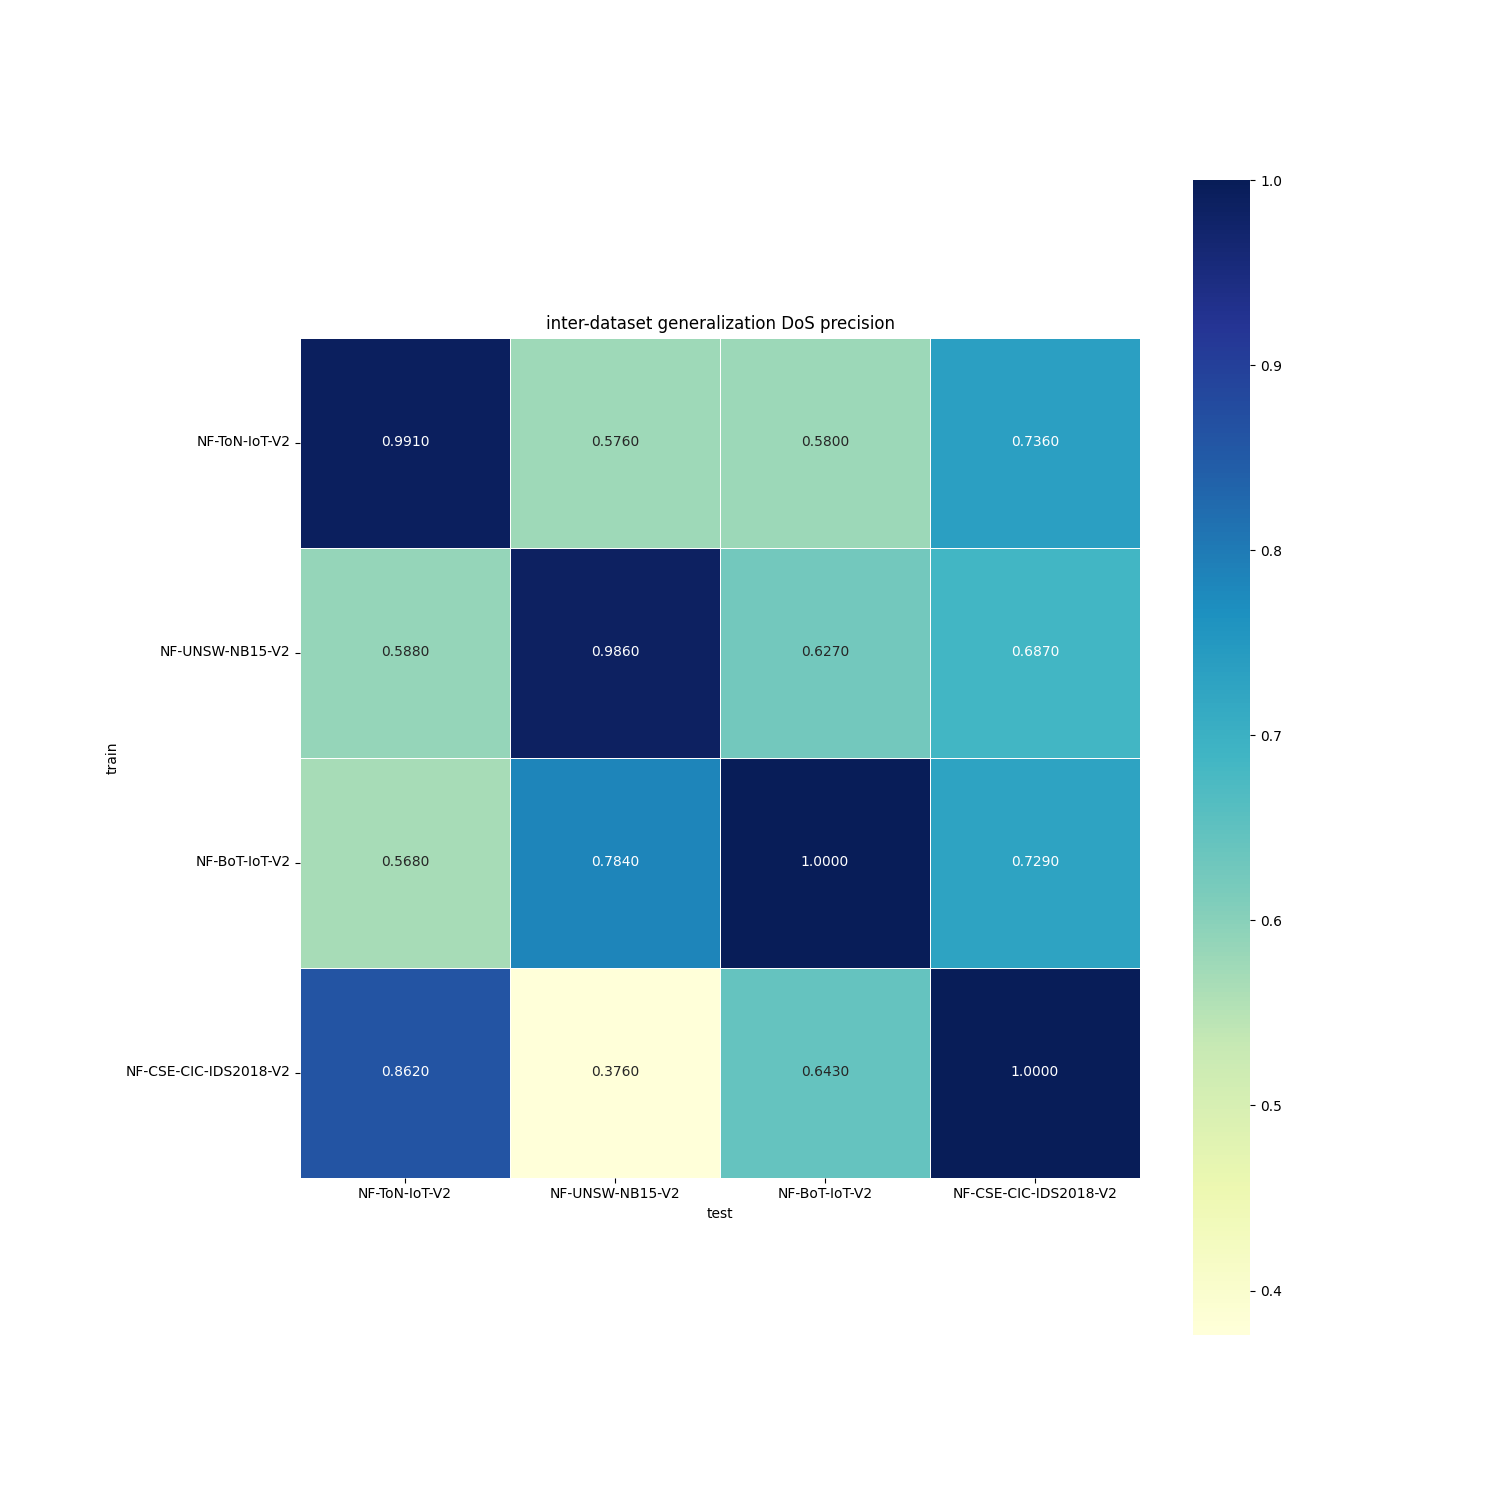 inter-dataset generalization DoS precision
train
NF-ToN-IoT-V2 0.9910 0.5760 0.5800 0.7360
NF-UNSW-NB15-V2 0.5880 0.9860 0.6270 0.6870
NF-BoT-IoT-V2 0.5680 0.7840 1.0000 0.7290
NF-CSE-CIC-IDS2018-V2 0.8620 0.3760 0.6430 1.0000
NF-ToN-IoT-V2 NF-UNSW-NB15-V2 NF-BoT-IoT-V2 NF-CSE-CIC-IDS2018-V2
test
1.0
0.9
0.8
0.7
0.6
0.5
0.4